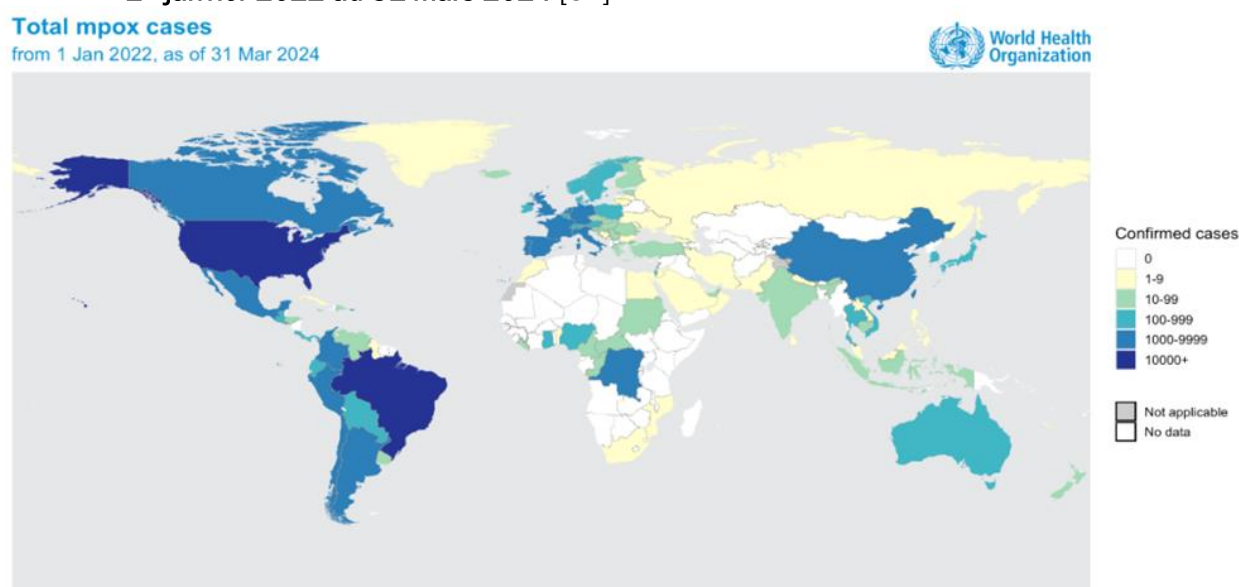 Total mpox cases
from 1 Jan 2022, as of 31 Mar 2024
World Health
Organization
Confirmed cases
0
1-9
10-99
100-999
1000-9999
10000+
Not applicable
No data